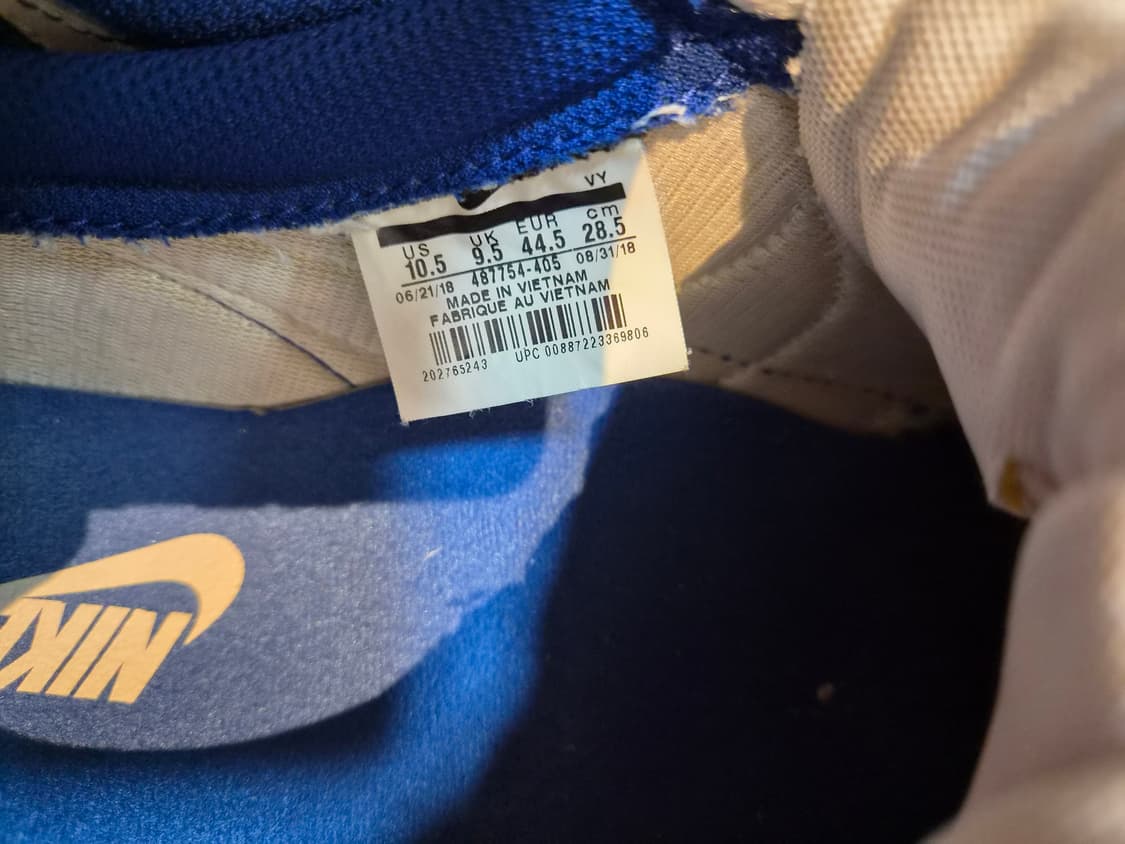 VY
US UK EUR cm
10.5 9.5 44.5 28.5
06/21/18 487754-405 08/31/18
MADE IN VIETNAM
FABRIQUE AU VIETNAM
202765243 UPC 00887223369806
NIKE